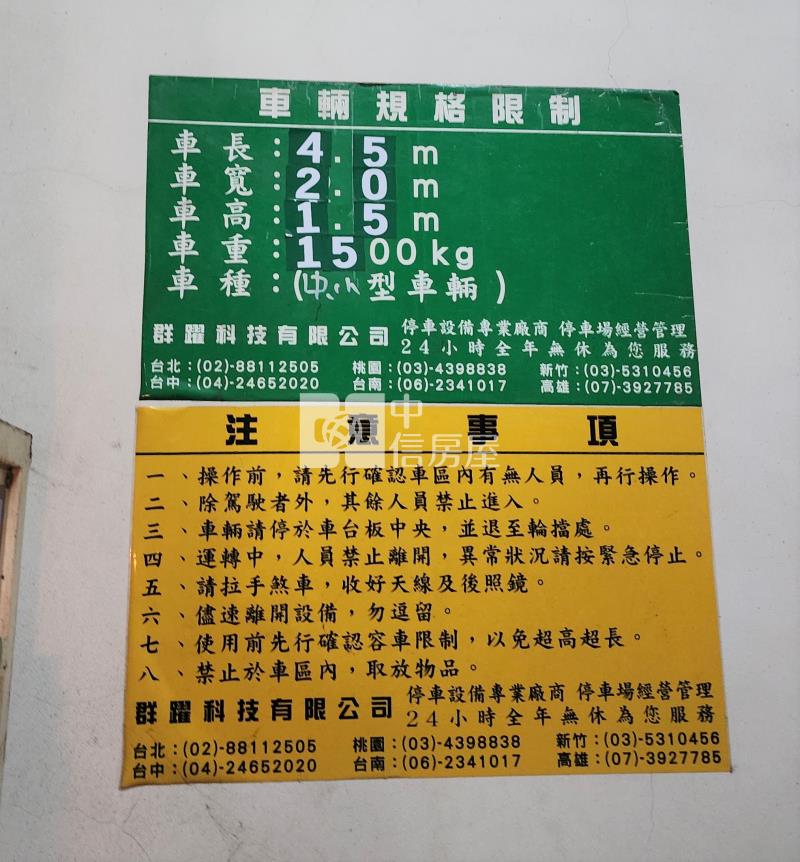 車輛規格限制
車長：4.5m
車寬：2.0m
車高：1.5m
車重：1500kg
車種：(中.小型車輛)
群躍科技有限公司 停車設備專業廠商 停車場經營管理
24小時全年無休為您服務
台北：(02)-88112505 桃園：(03)-4398838 新竹：(03)-5310456
台中：(04)-24652020 台南：(06)-2341017 高雄：(07)-3927785
注意事項
中信房屋
一、操作前，請先行確認車區內有無人員，再行操作。
二、除駕駛者外，其餘人員禁止進入。
三、車輛請停於車台板中央，並退至輪擋處。
四、運轉中，人員禁止離開，異常狀況請按緊急停止。
五、請拉手煞車，收好天線及後照鏡。
六、儘速離開設備，勿逗留。
七、使用前先行確認容車限制，以免超高超長。
八、禁止於車區內，取放物品。
群躍科技有限公司 停車設備專業廠商 停車場經營管理
24小時全年無休為您服務
台北：(02)-88112505 桃園：(03)-4398838 新竹：(03)-5310456
台中：(04)-24652020 台南：(06)-2341017 高雄：(07)-3927785